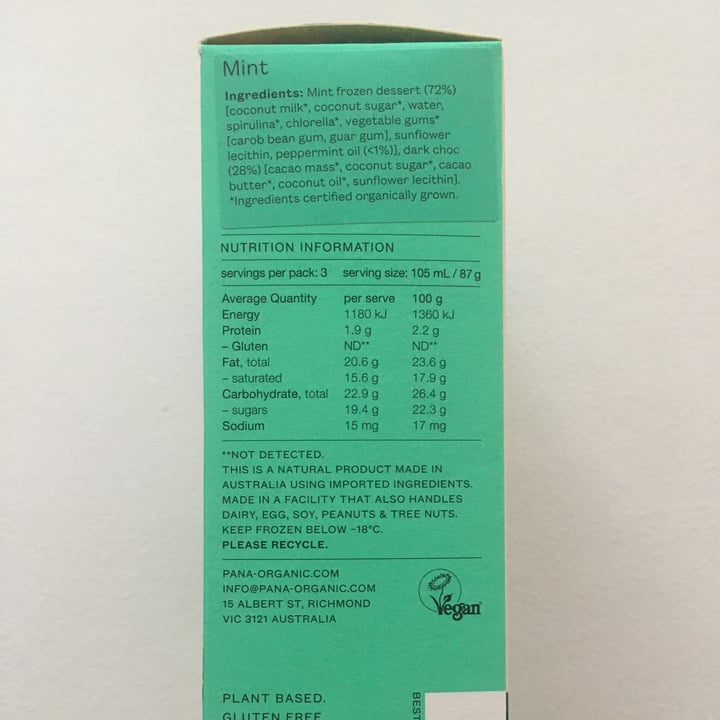 Mint
Ingredients: Mint frozen dessert (72%)
[coconut milk*, coconut sugar*, water,
spirulina*, chlorella*, vegetable gums*
[carob bean gum, guar gum], sunflower
lecithin, peppermint oil (<1%)], dark choc
(28%) [cacao mass*, coconut sugar*, cacao
butter*, coconut oil*, sunflower lecithin].
*Ingredients certified organically grown.
NUTRITION INFORMATION
servings per pack: 3 serving size: 105 mL / 87 g
Average Quantity per serve 100 g
Energy 1180 kJ 1360 kJ
Protein 1.9 g 2.2 g
– Gluten ND** ND**
Fat, total 20.6 g 23.6 g
– saturated 15.6 g 17.9 g
Carbohydrate, total 22.9 g 26.4 g
– sugars 19.4 g 22.3 g
Sodium 15 mg 17 mg
**NOT DETECTED.
THIS IS A NATURAL PRODUCT MADE IN
AUSTRALIA USING IMPORTED INGREDIENTS.
MADE IN A FACILITY THAT ALSO HANDLES
DAIRY, EGG, SOY, PEANUTS & TREE NUTS.
KEEP FROZEN BELOW -18°C.
PLEASE RECYCLE.
PANA-ORGANIC.COM
INFO@PANA-ORGANIC.COM
15 ALBERT ST, RICHMOND
VIC 3121 AUSTRALIA
Vegan
PLANT BASED.
GLUTEN FREE
BEST